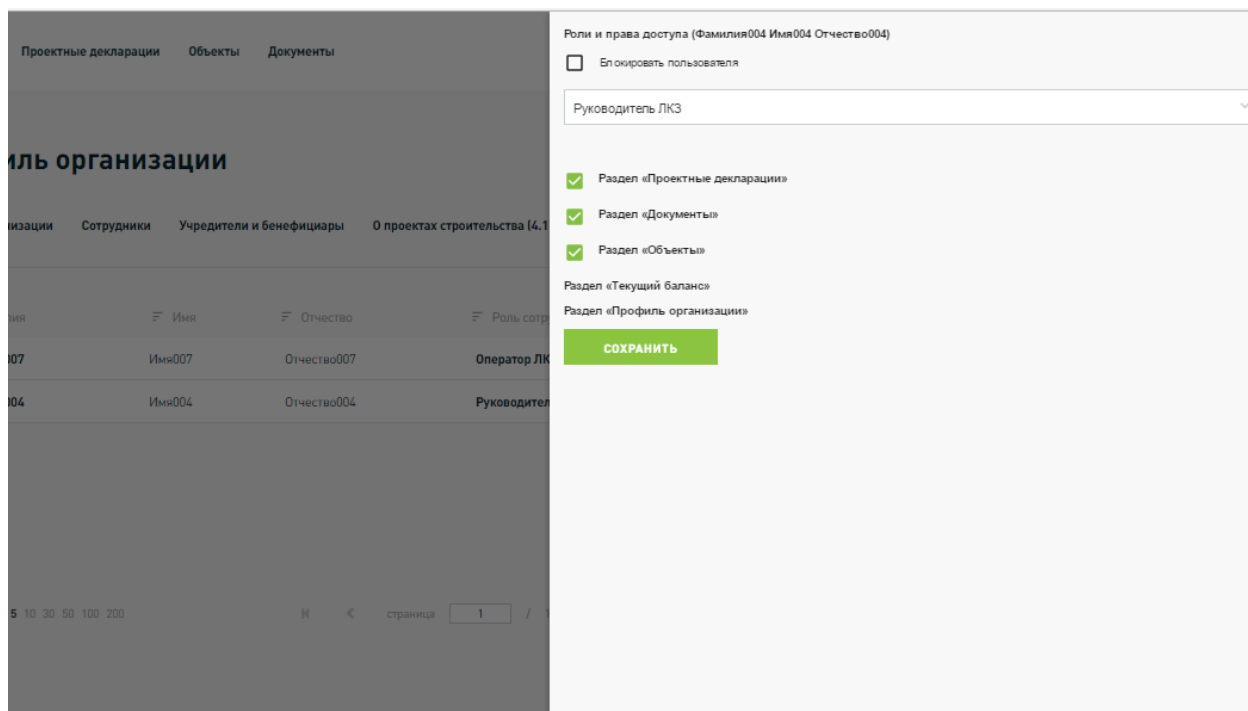 Проектные декларации Объекты Документы
иль организации
низации Сотрудники Учредители и бенефициары О проектах строительства (4.1
лия Имя Отчество Роль сотр
007 Имя007 Отчество007 Оператор ЛК
004 Имя004 Отчество004 Руководител
5 10 30 50 100 200 страница 1 / 1
Роли и права доступа (Фамилия004 Имя004 Отчество004)
Блокировать пользователя
Руководитель ЛКЗ
Раздел «Проектные декларации»
Раздел «Документы»
Раздел «Объекты»
Раздел «Текущий баланс»
Раздел «Профиль организации»
СОХРАНИТЬ